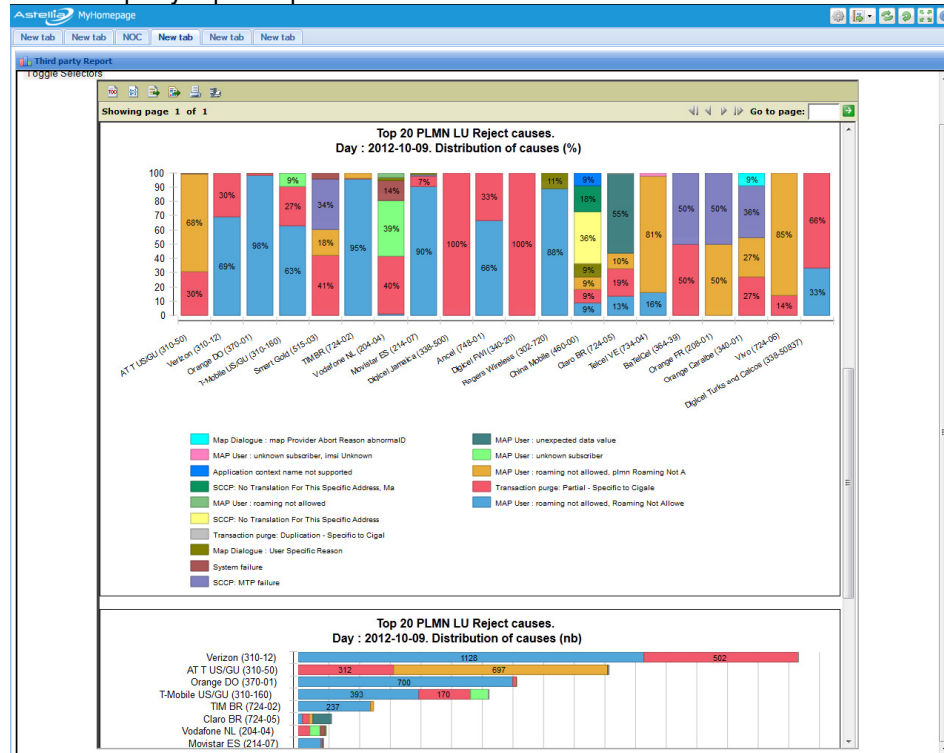 Astellia MyHomepage
New tab New tab NOC New tab New tab New tab
Third party Report
Toggle Selectors
Showing page 1 of 1 Go to page:
Top 20 PLMN LU Reject causes.
Day : 2012-10-09. Distribution of causes (%)
100
90
80
70
60
50
40
30
20
10
0
68% 30%
30% 69%
98%
9% 27% 63%
34% 18% 41%
95%
14% 39% 40%
7% 90%
100%
33% 66%
100%
11% 88%
9% 18% 36% 9% 9% 9% 9%
55% 10% 19% 13%
81% 16%
50% 50%
50% 50%
9% 36% 27% 27%
85% 14%
66% 33%
AT T US/GU (310-50)
Verizon (310-12)
Orange DO (370-01)
T-Mobile US/GU (310-160)
Smart Gold (515-03)
TIM BR (724-02)
Vodafone NL (204-04)
Movistar ES (214-07)
Digicel Jamaica (338-500)
Ancel (748-01)
Digicel FWI (340-20)
Rogers Wireless (302-720)
China Mobile (460-00)
Claro BR (724-05)
Telcel VE (734-04)
BaTelCel (364-39)
Orange FR (208-01)
Orange Caraibe (340-01)
Vivo (724-06)
Digicel Turks and Caicos (338-50837)
Map Dialogue : map Provider Abort Reason abnormalD
MAP User : unknown subscriber, imsi Unknown
Application context name not supported
SCCP: No Translation For This Specific Address, Ma
MAP User : roaming not allowed
SCCP: No Translation For This Specific Address
Transaction purge: Duplication - Specific to Cigal
Map Dialogue : User Specific Reason
System failure
SCCP: MTP failure
MAP User : unexpected data value
MAP User : unknown subscriber
MAP User : roaming not allowed, plmn Roaming Not A
Transaction purge: Partial - Specific to Cigale
MAP User : roaming not allowed, Roaming Not Allowe
Top 20 PLMN LU Reject causes.
Day : 2012-10-09. Distribution of causes (nb)
Verizon (310-12) 1128 502
AT T US/GU (310-50) 312 697
Orange DO (370-01) 700
T-Mobile US/GU (310-160) 393 170
TIM BR (724-02) 237
Claro BR (724-05)
Vodafone NL (204-04)
Movistar ES (214-07)